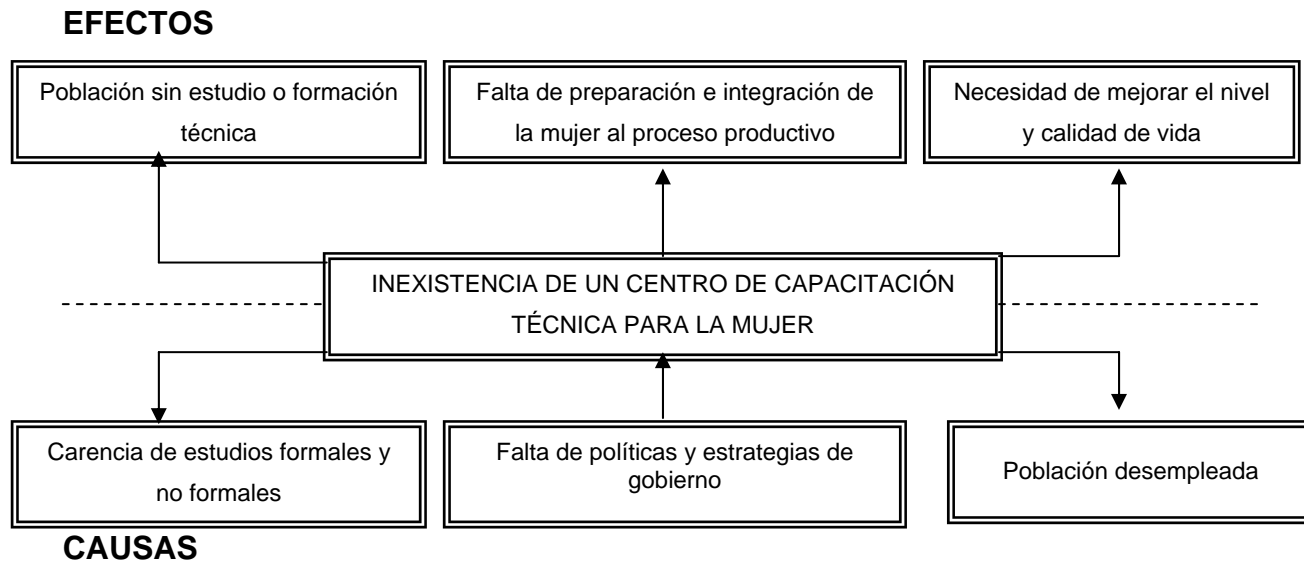 EFECTOS
Población sin estudio o formación
técnica
Falta de preparación e integración de
la mujer al proceso productivo
Necesidad de mejorar el nivel
y calidad de vida
INEXISTENCIA DE UN CENTRO DE CAPACITACIÓN
TÉCNICA PARA LA MUJER
Carencia de estudios formales y
no formales
Falta de políticas y estrategias de
gobierno
Población desempleada
CAUSAS